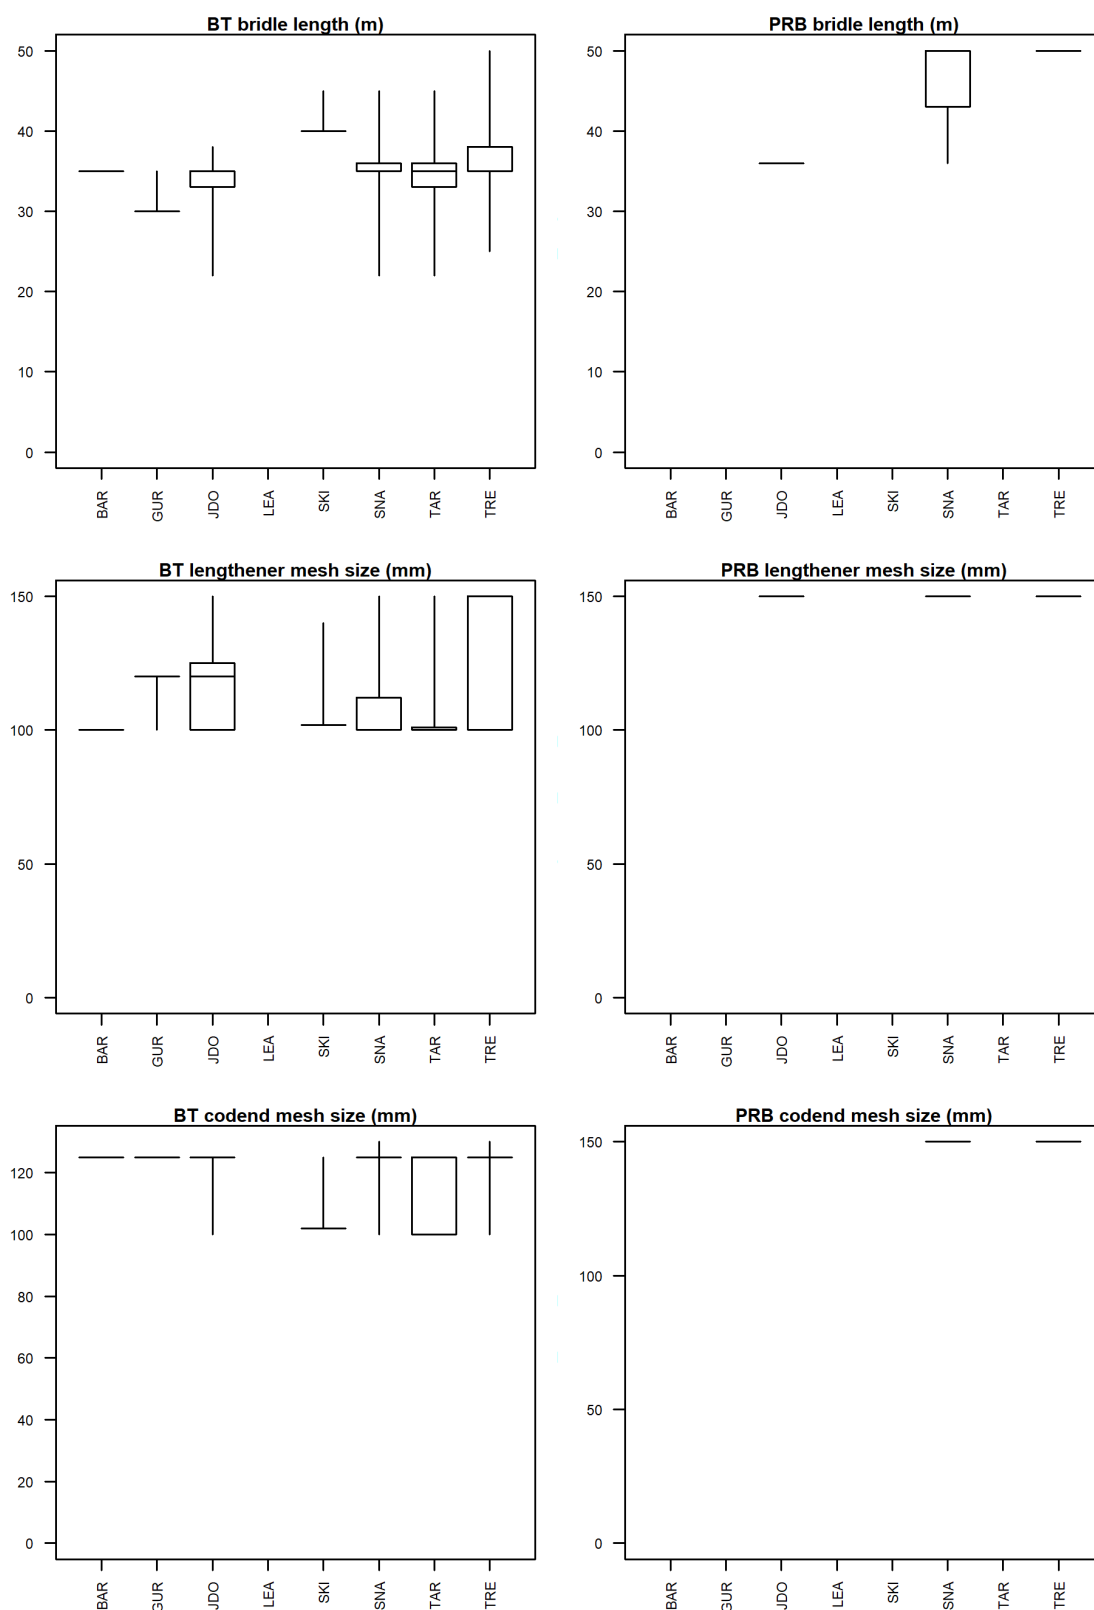 BT bridle length (m)
50
40
30
20
10
0
BAR GUR JDO LEA SKI SNA TAR TRE
PRB bridle length (m)
50
40
30
20
10
0
BAR GUR JDO LEA SKI SNA TAR TRE
BT lengthener mesh size (mm)
150
100
50
0
BAR GUR JDO LEA SKI SNA TAR TRE
PRB lengthener mesh size (mm)
150
100
50
0
BAR GUR JDO LEA SKI SNA TAR TRE
BT codend mesh size (mm)
120
100
80
60
40
20
0
BAR GUR JDO LEA SKI SNA TAR TRE
PRB codend mesh size (mm)
150
100
50
0
BAR GUR JDO LEA SKI SNA TAR TRE